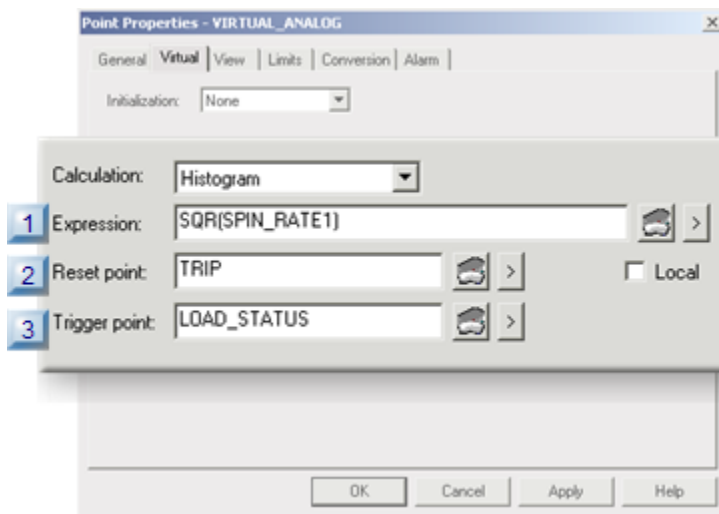 Point Properties - VIRTUAL_ANALOG
General Virtual View Limits Conversion Alarm
Initialization: None
Calculation: Histogram
1 Expression: SQR(SPIN_RATE1) >
2 Reset point: TRIP > Local
3 Trigger point: LOAD_STATUS >
OK Cancel Apply Help